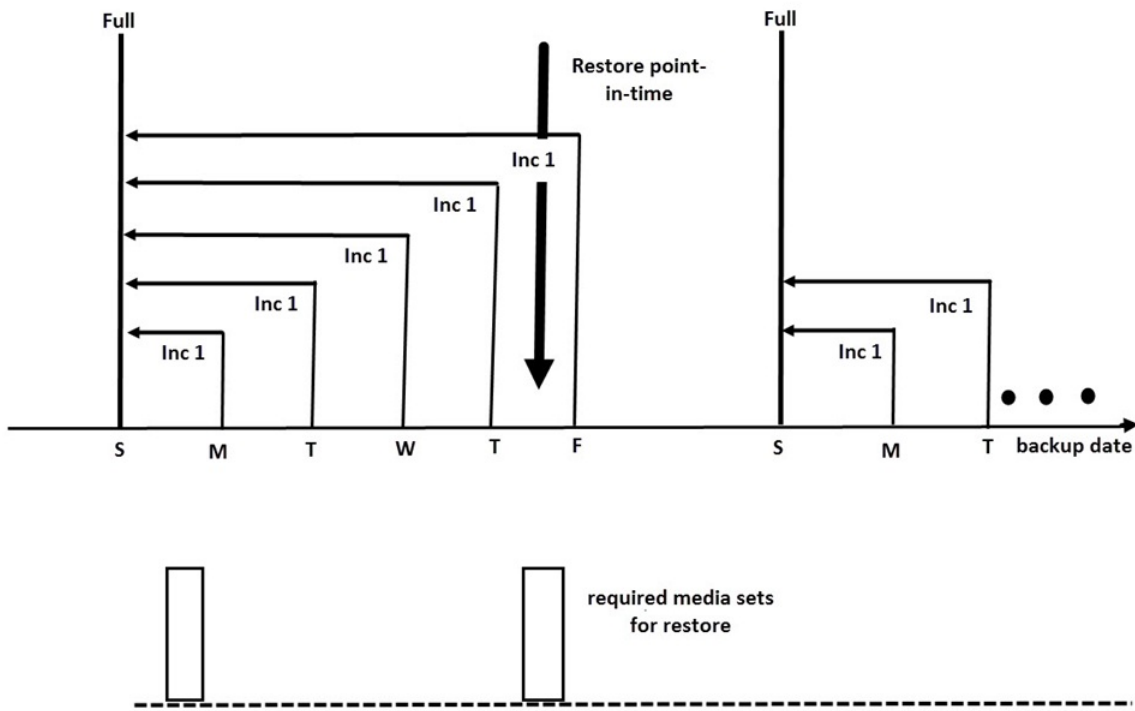 Full
Full
Restore point-
in-time
Inc 1
Inc 1
Inc 1
Inc 1
Inc 1
Inc 1
Inc 1
S
M
T
W
T
F
S
M
T
backup date
required media sets
for restore